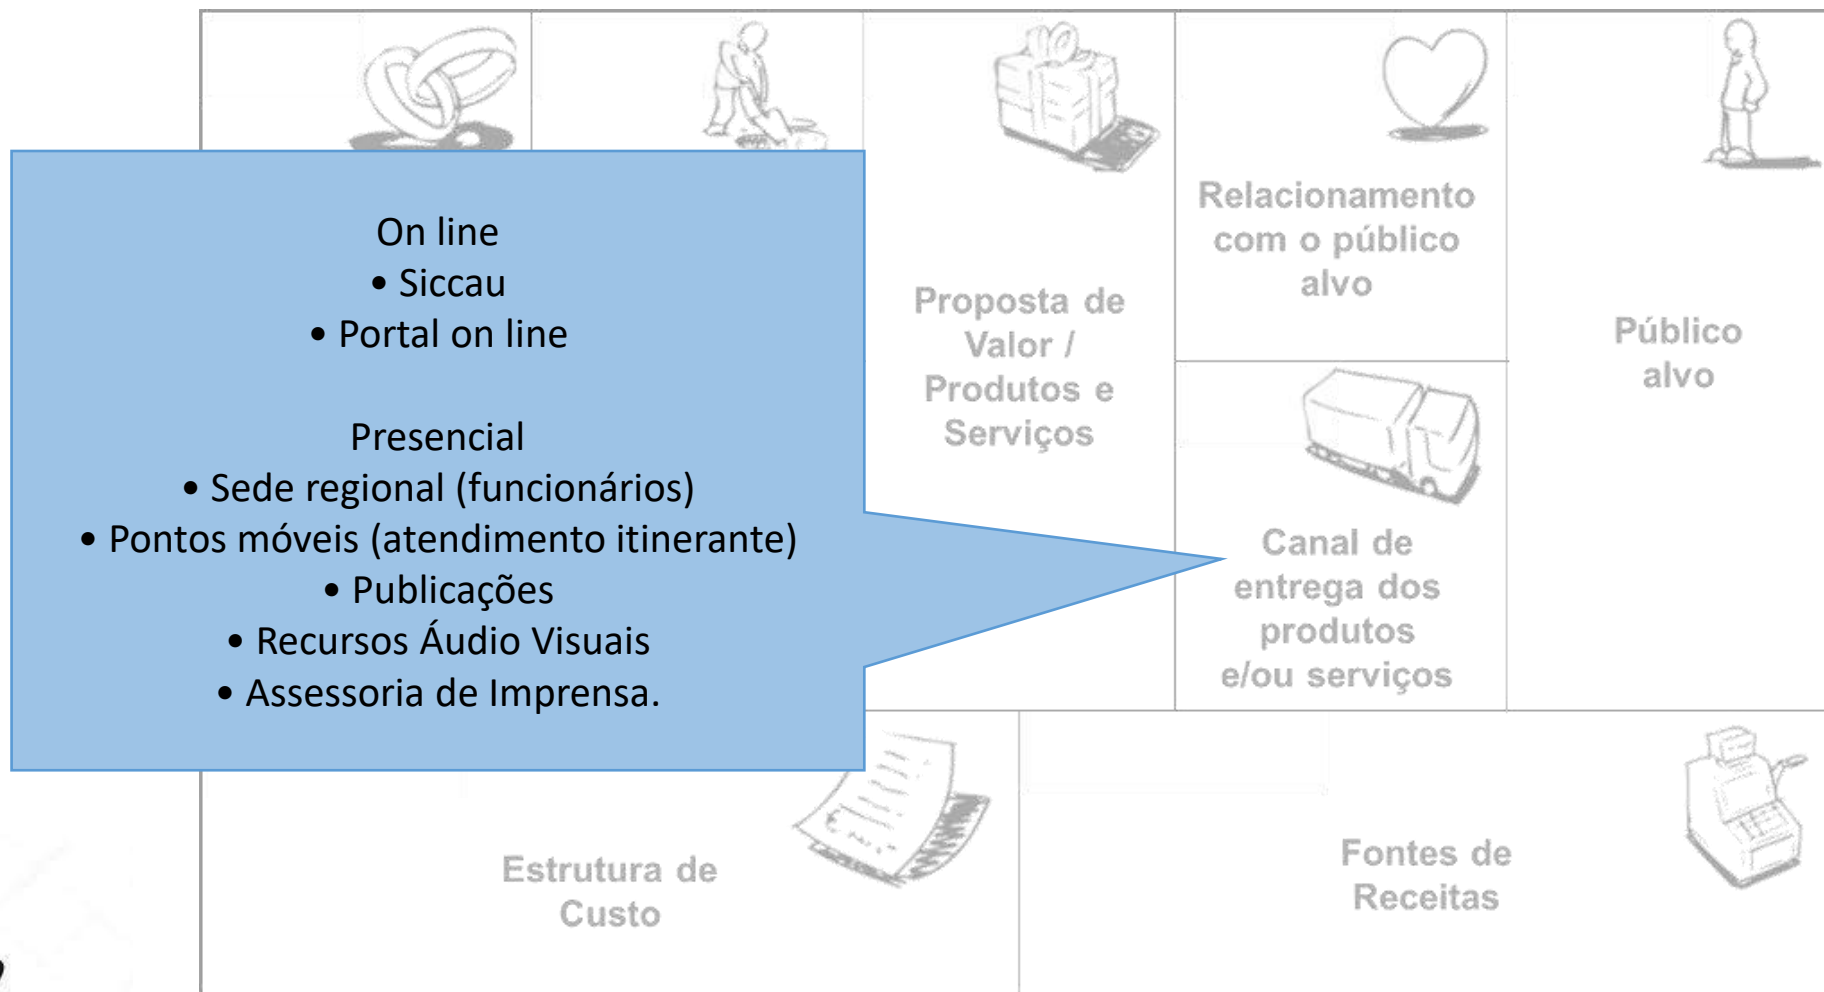 On line
• Siccau
• Portal on line
Presencial
• Sede regional (funcionários)
• Pontos móveis (atendimento itinerante)
• Publicações
• Recursos Áudio Visuais
• Assessoria de Imprensa.
Proposta de
Valor /
Produtos e
Serviços
Relacionamento
com o público
alvo
Canal de
entrega dos
produtos
e/ou serviços
Público
alvo
Estrutura de
Custo
Fontes de
Receitas